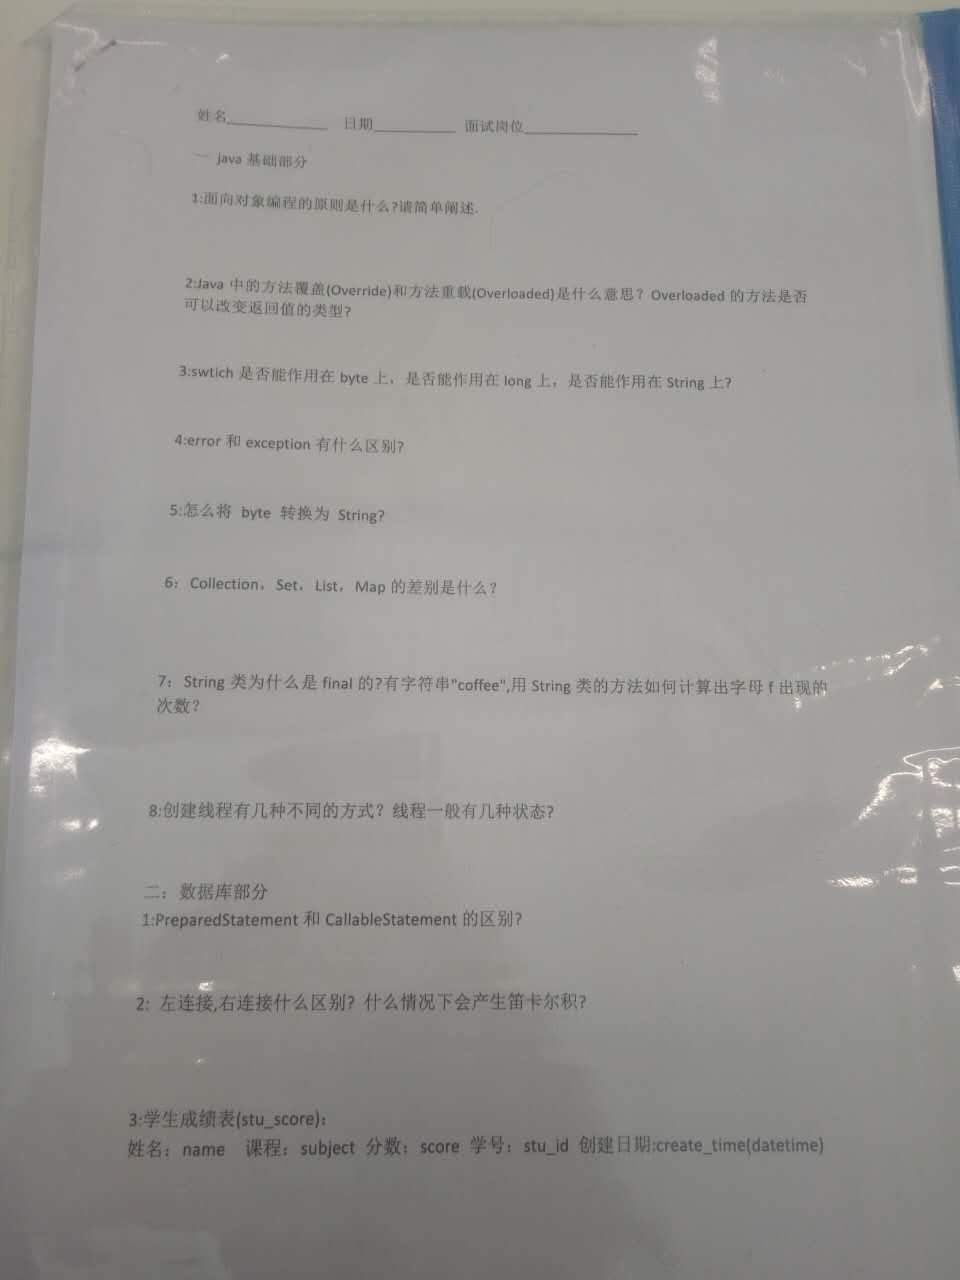 姓名____________ 日期__________ 面试岗位______________
一 java 基础部分
1:面向对象编程的原则是什么?请简单阐述.
2:Java 中的方法覆盖(Override)和方法重载(Overloaded)是什么意思？Overloaded 的方法是否
可以改变返回值的类型?
3:swtich 是否能作用在 byte 上，是否能作用在 long 上，是否能作用在 String 上?
4:error 和 exception 有什么区别?
5:怎么将 byte 转换为 String?
6：Collection，Set，List，Map 的差别是什么？
7：String 类为什么是 final 的?有字符串"coffee",用 String 类的方法如何计算出字母 f 出现的
次数？
8:创建线程有几种不同的方式？线程一般有几种状态?
二：数据库部分
1:PreparedStatement 和 CallableStatement 的区别?
2: 左连接,右连接什么区别? 什么情况下会产生笛卡尔积?
3:学生成绩表(stu_score)：
姓名：name 课程：subject 分数：score 学号：stu_id 创建日期:create_time(datetime)